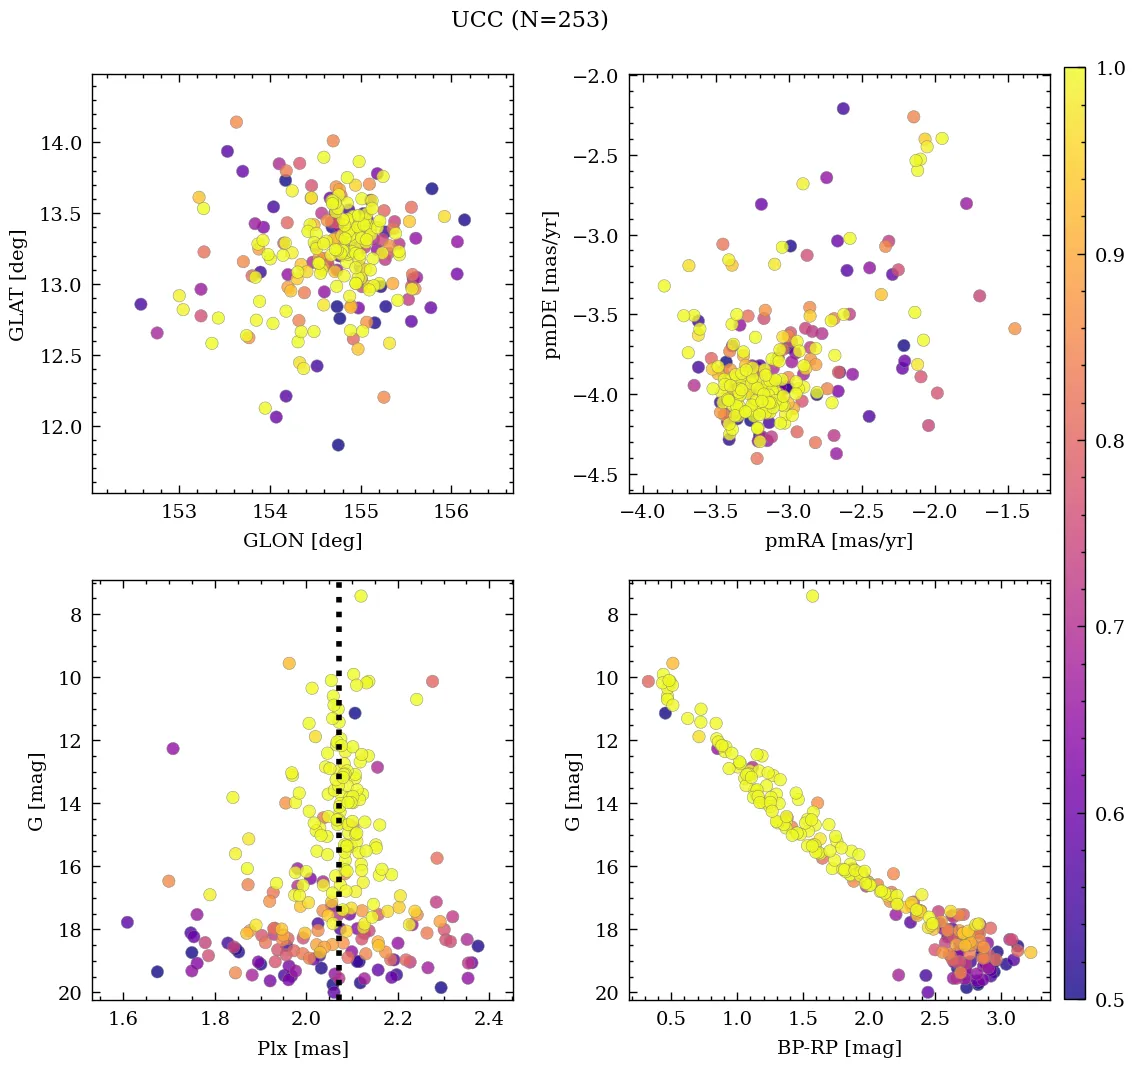 UCC (N=253)
14.0
13.5
13.0
12.5
12.0
GLAT [deg]
153 154 155 156
GLON [deg]
−2.0
−2.5
−3.0
−3.5
−4.0
−4.5
pmDE [mas/yr]
−4.0 −3.5 −3.0 −2.5 −2.0 −1.5
pmRA [mas/yr]
8
10
12
14
16
18
20
G [mag]
1.6 1.8 2.0 2.2 2.4
Plx [mas]
8
10
12
14
16
18
20
G [mag]
0.5 1.0 1.5 2.0 2.5 3.0
BP-RP [mag]
1.0
0.9
0.8
0.7
0.6
0.5